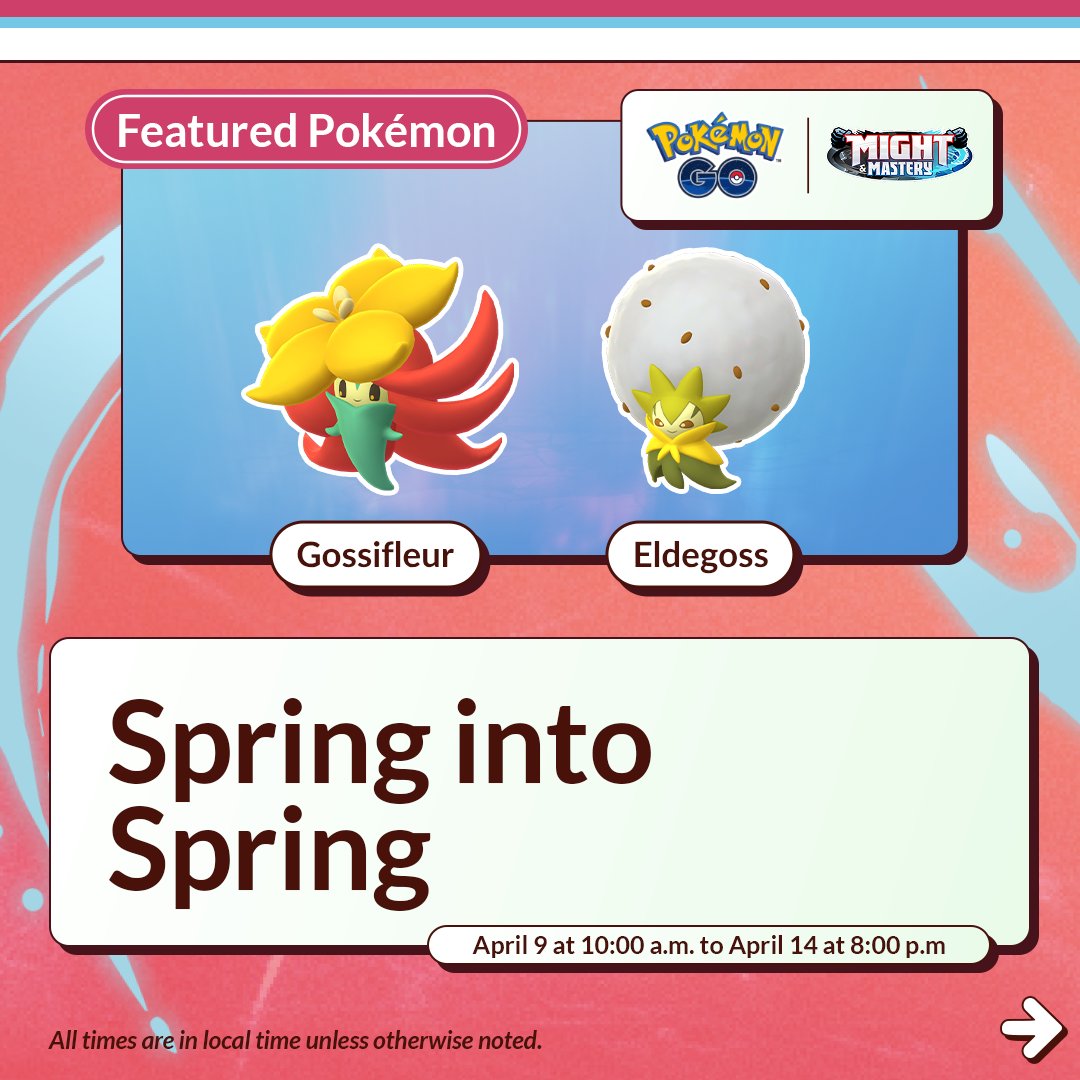 Featured Pokémon
POKÉMON
GO
MIGHT
& MASTERY
Gossifleur
Eldegoss
Spring into
Spring
April 9 at 10:00 a.m. to April 14 at 8:00 p.m
All times are in local time unless otherwise noted.